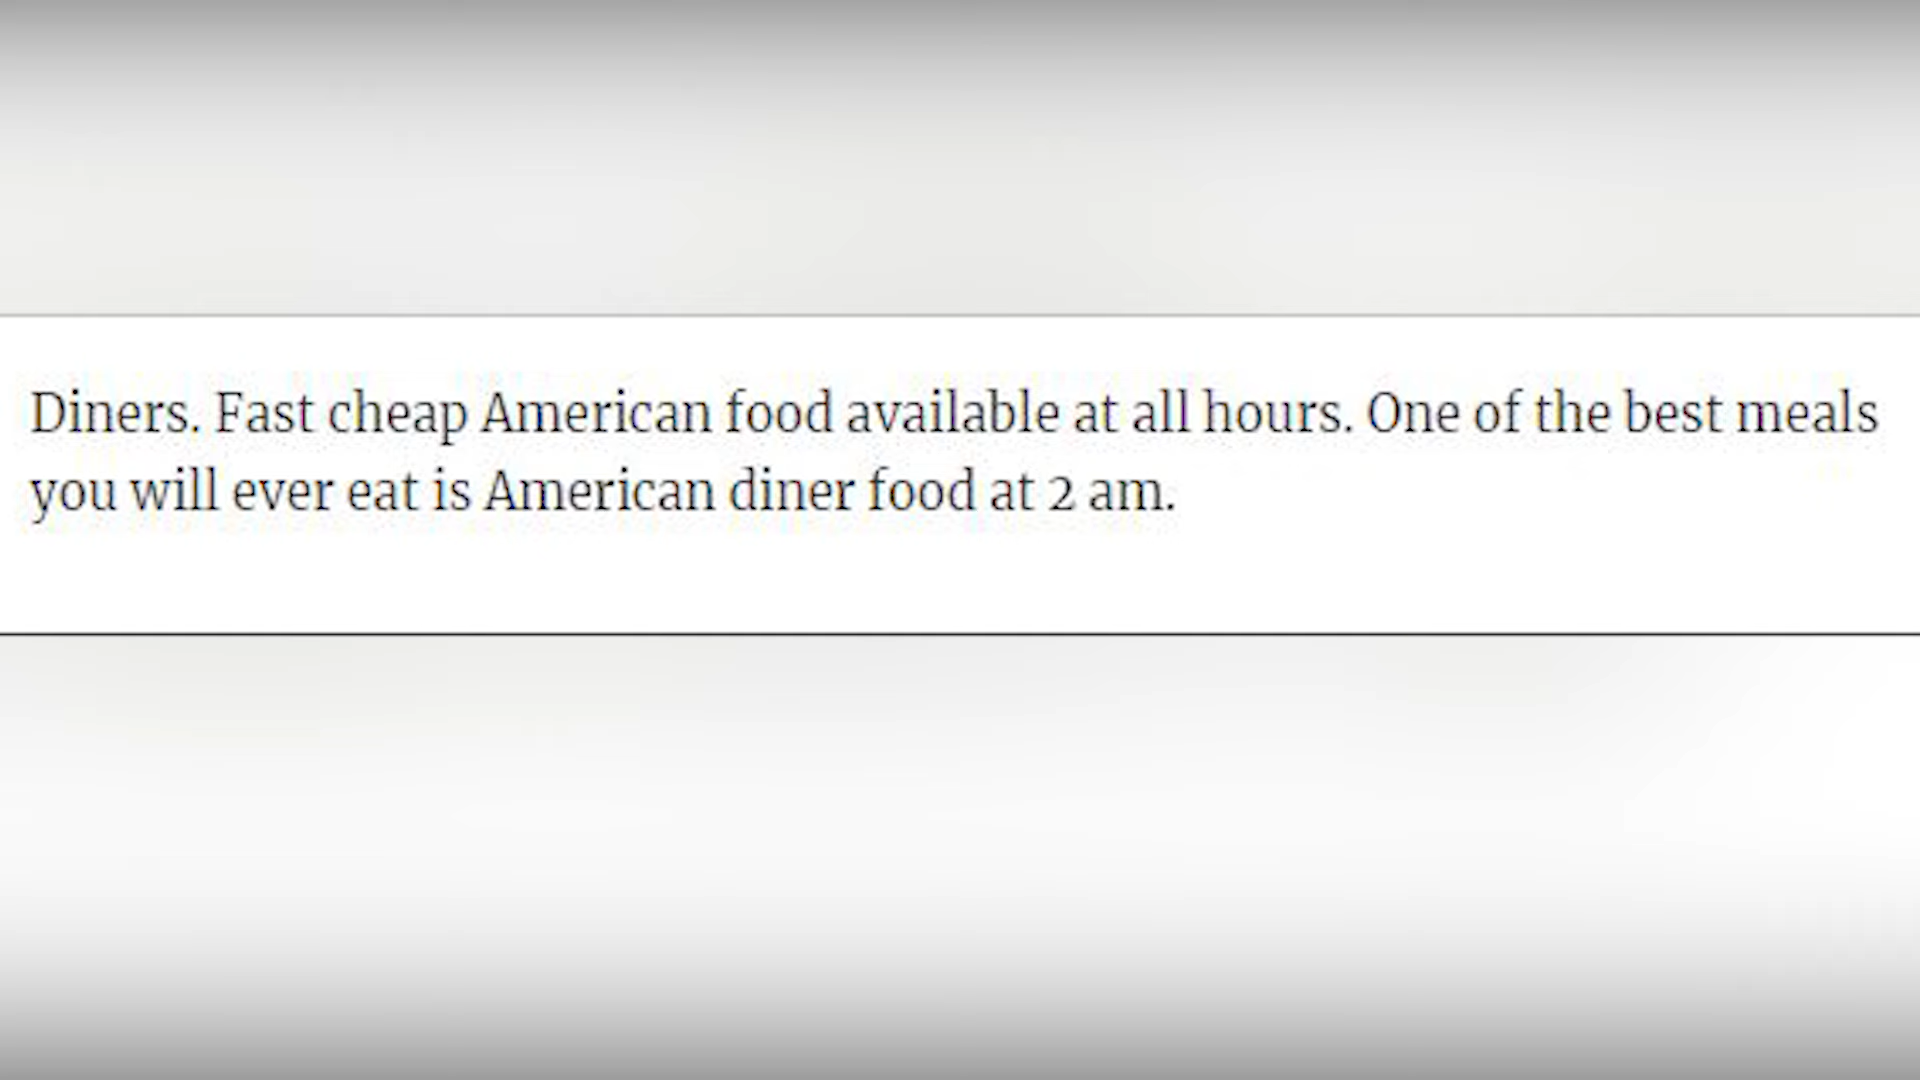 Diners. Fast cheap American food available at all hours. One of the best meals
you will ever eat is American diner food at 2 am.